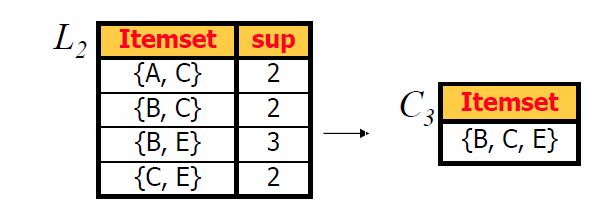 L2 Itemset sup
{A, C} 2
{B, C} 2
{B, E} 3
{C, E} 2
C3 Itemset
{B, C, E}